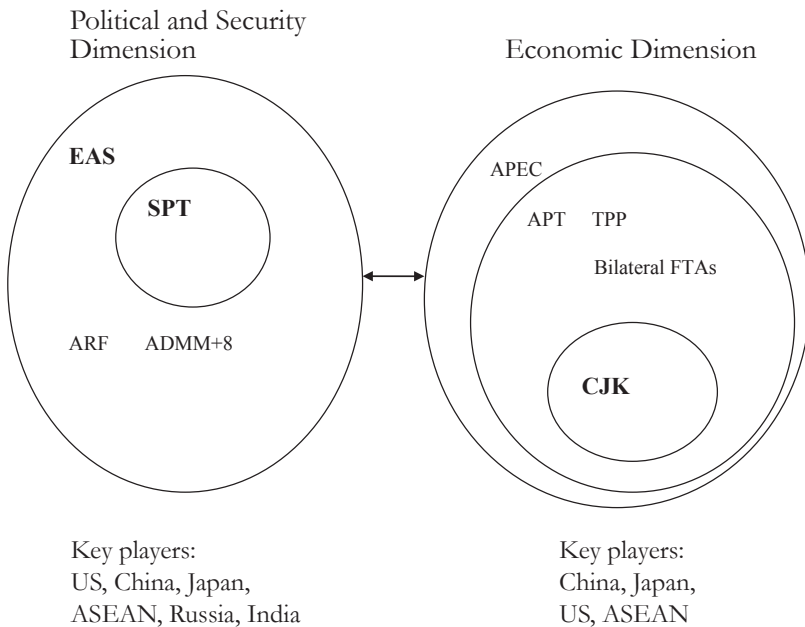 Political and Security
Dimension
EAS
SPT
ARF ADMM+8
Key players:
US, China, Japan,
ASEAN, Russia, India
Economic Dimension
APEC
APT TPP
Bilateral FTAs
CJK
Key players:
China, Japan,
US, ASEAN